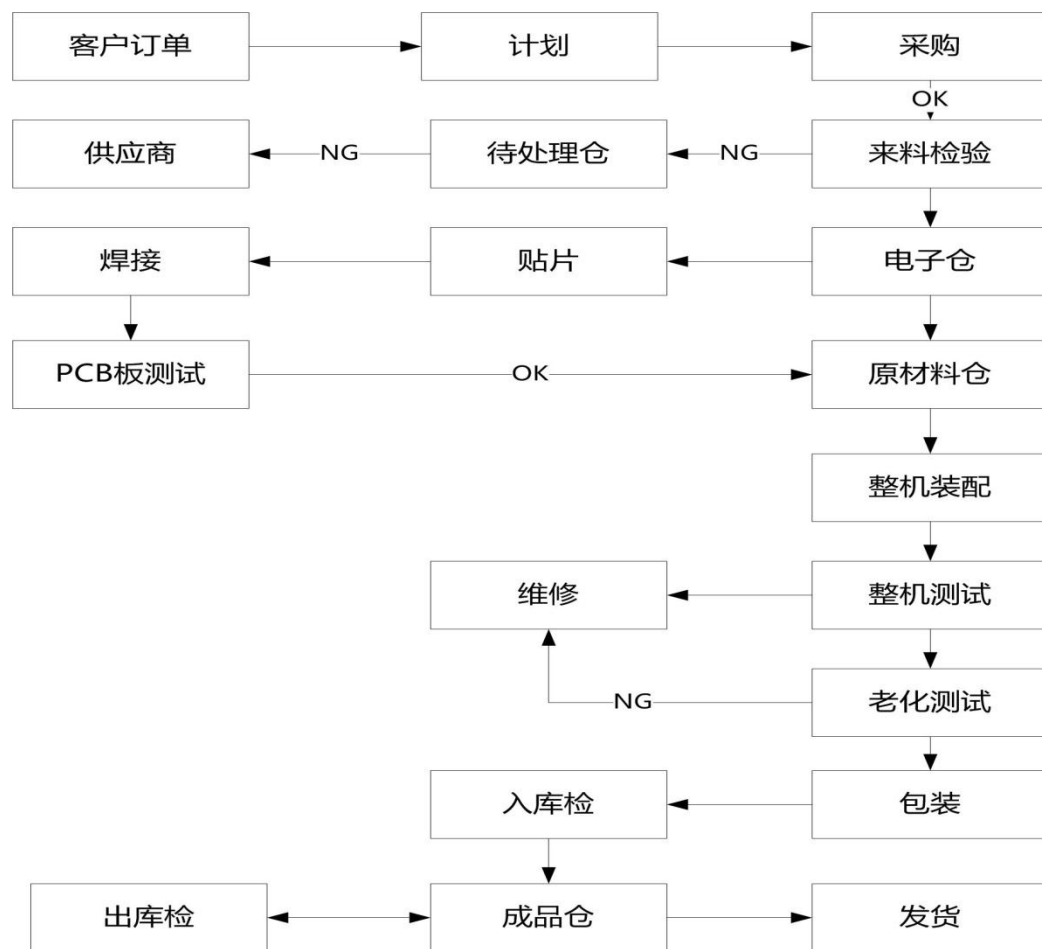 客户订单
计划
采购
OK
供应商
NG
待处理仓
NG
来料检验
焊接
贴片
电子仓
PCB板测试
OK
原材料仓
整机装配
维修
整机测试
NG
老化测试
入库检
包装
出库检
成品仓
发货